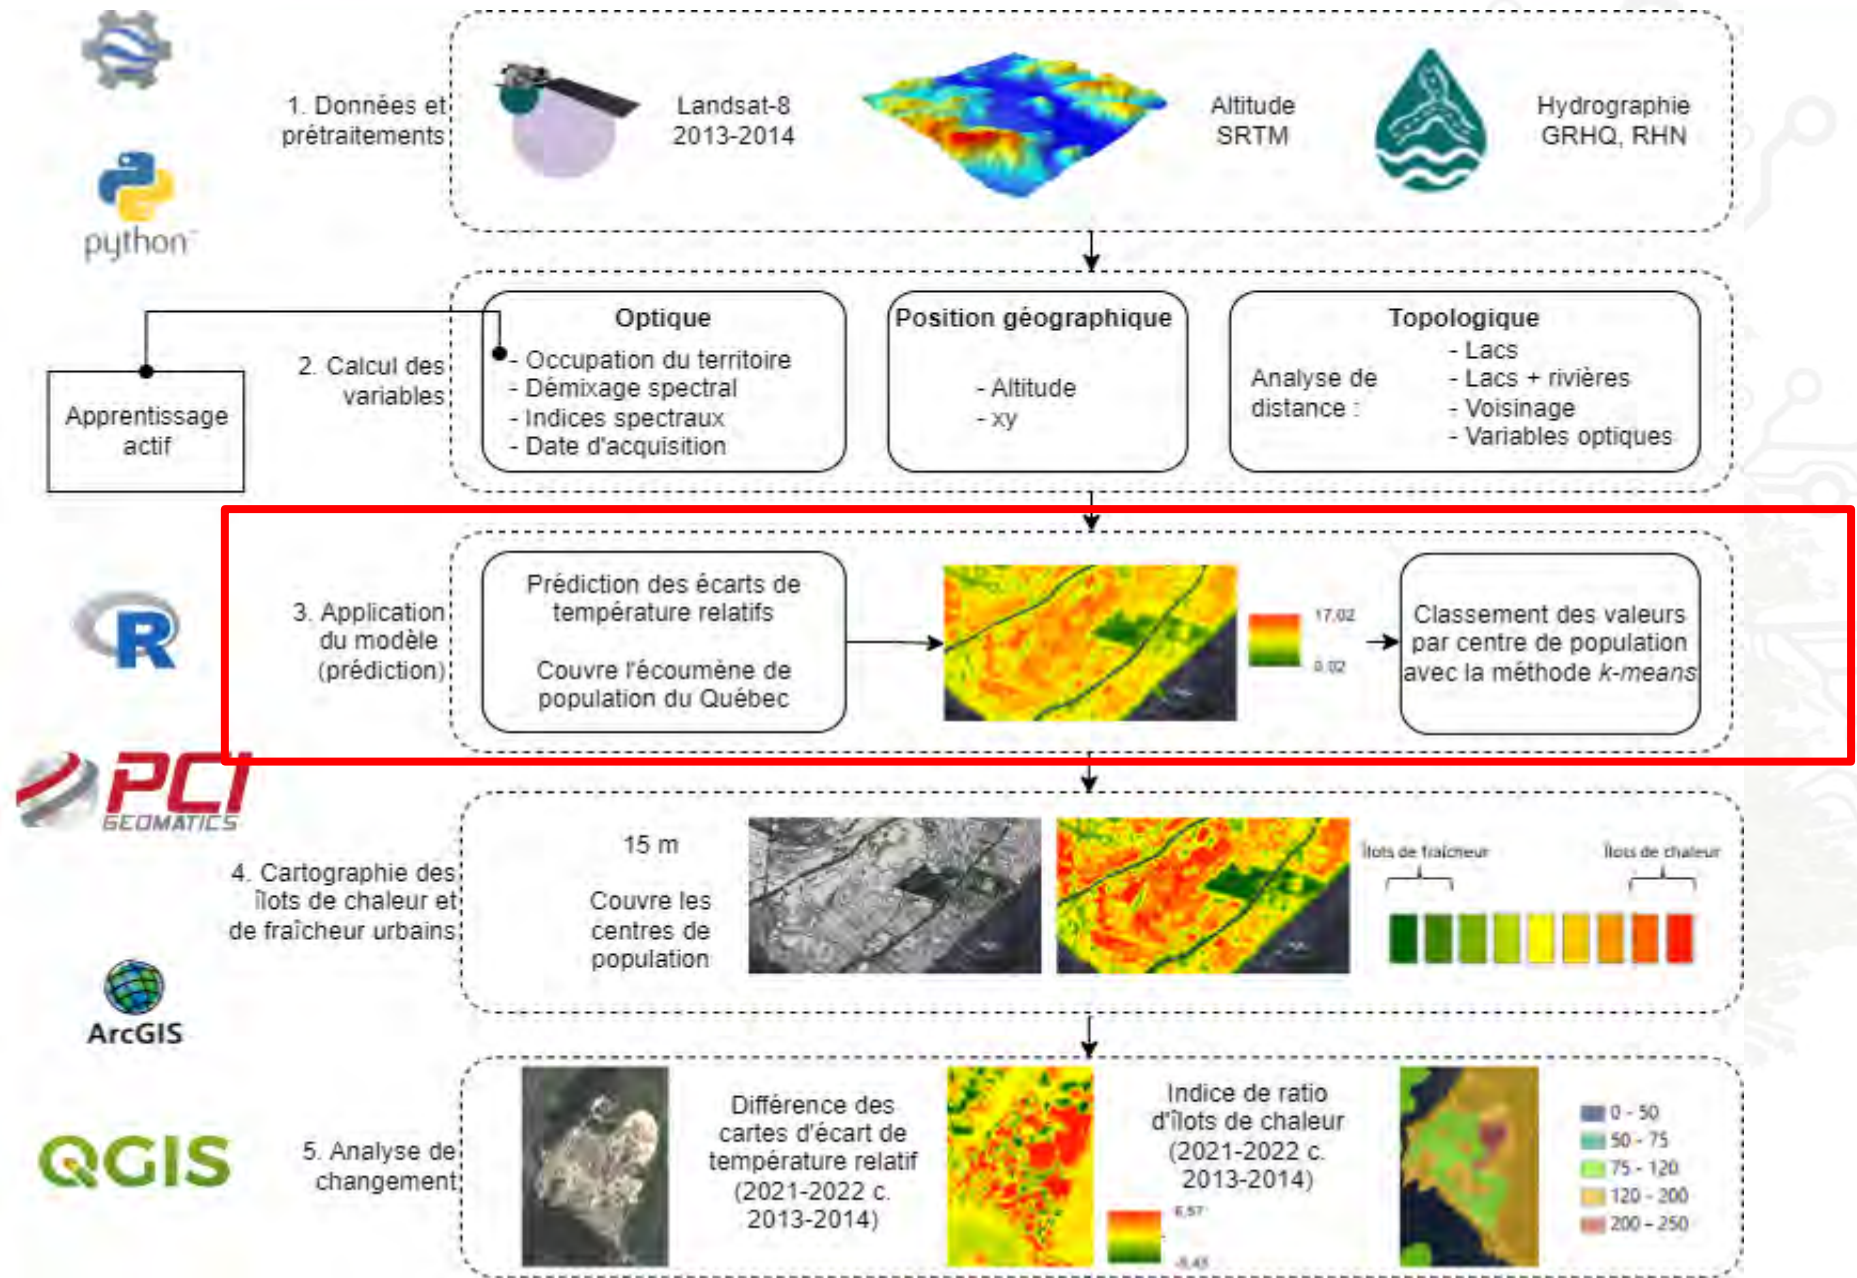 python
1. Données et
prétraitements
Landsat-8
2013-2014
Altitude
SRTM
Hydrographie
GRHQ, RHN
Apprentissage
actif
2. Calcul des
variables
Optique
- Occupation du territoire
- Démixage spectral
- Indices spectraux
- Date d'acquisition
Position géographique
- Altitude
- xy
Topologique
Analyse de
distance :
- Lacs
- Lacs + rivières
- Voisinage
- Variables optiques
R
3. Application
du modèle
(prédiction)
Prédiction des écarts de
température relatifs
Couvre l'écoumène de
population du Québec
17,02
0,02
Classement des valeurs
par centre de population
avec la méthode k-means
PCI
GEOMATICS
4. Cartographie des
îlots de chaleur et
de fraîcheur urbains
15 m
Couvre les
centres de
population
Îlots de fraîcheur
Îlots de chaleur
ArcGIS
QGIS
5. Analyse de
changement
Différence des
cartes d'écart de
température relatif
(2021-2022 c.
2013-2014)
6,57
Indice de ratio
d'îlots de chaleur
(2021-2022 c.
2013-2014)
0 - 50
50 - 75
75 - 120
120 - 200
200 - 250